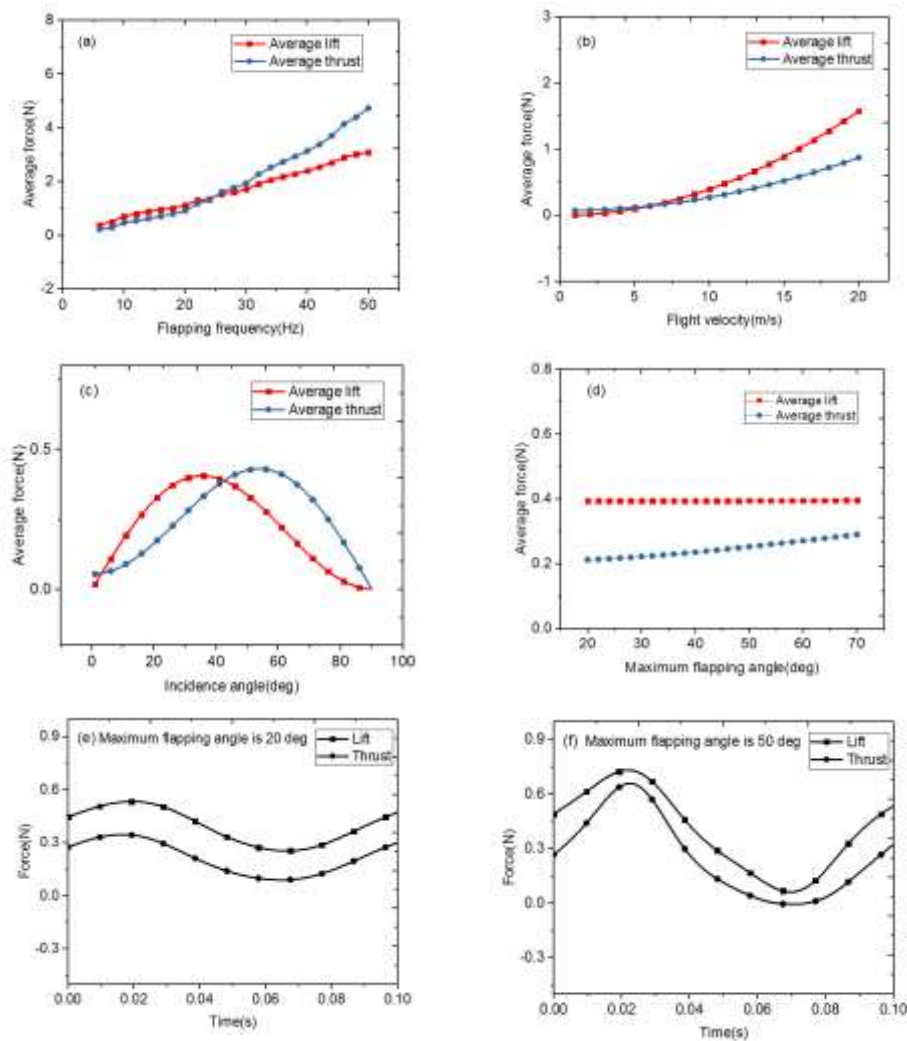 (a)
Average lift
Average thrust
8
6
4
2
0
-2
Average force(N)
0 10 20 30 40 50
Flapping frequency(Hz)
(b)
Average lift
Average thrust
3
2
1
0
-1
Average force(N)
0 5 10 15 20
Flight velocity(m/s)
(c)
Average lift
Average thrust
0.5
0.0
Average force(N)
0 20 40 60 80 100
Incidence angle(deg)
(d)
Average lift
Average thrust
0.8
0.6
0.4
0.2
0.0
Average force(N)
20 30 40 50 60 70
Maximum flapping angle(deg)
(e) Maximum flapping angle is 20 deg
Lift
Thrust
0.9
0.6
0.3
0.0
-0.3
Force(N)
0.00 0.02 0.04 0.06 0.08 0.10
Time(s)
(f) Maximum flapping angle is 50 deg
Lift
Thrust
0.9
0.6
0.3
0.0
-0.3
Force(N)
0.00 0.02 0.04 0.06 0.08 0.10
Time(s)